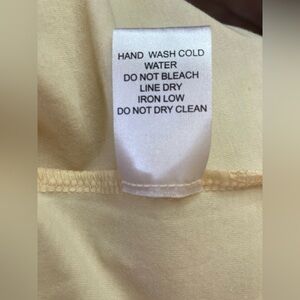 HAND WASH COLD
WATER
DO NOT BLEACH
LINE DRY
IRON LOW
DO NOT DRY CLEAN